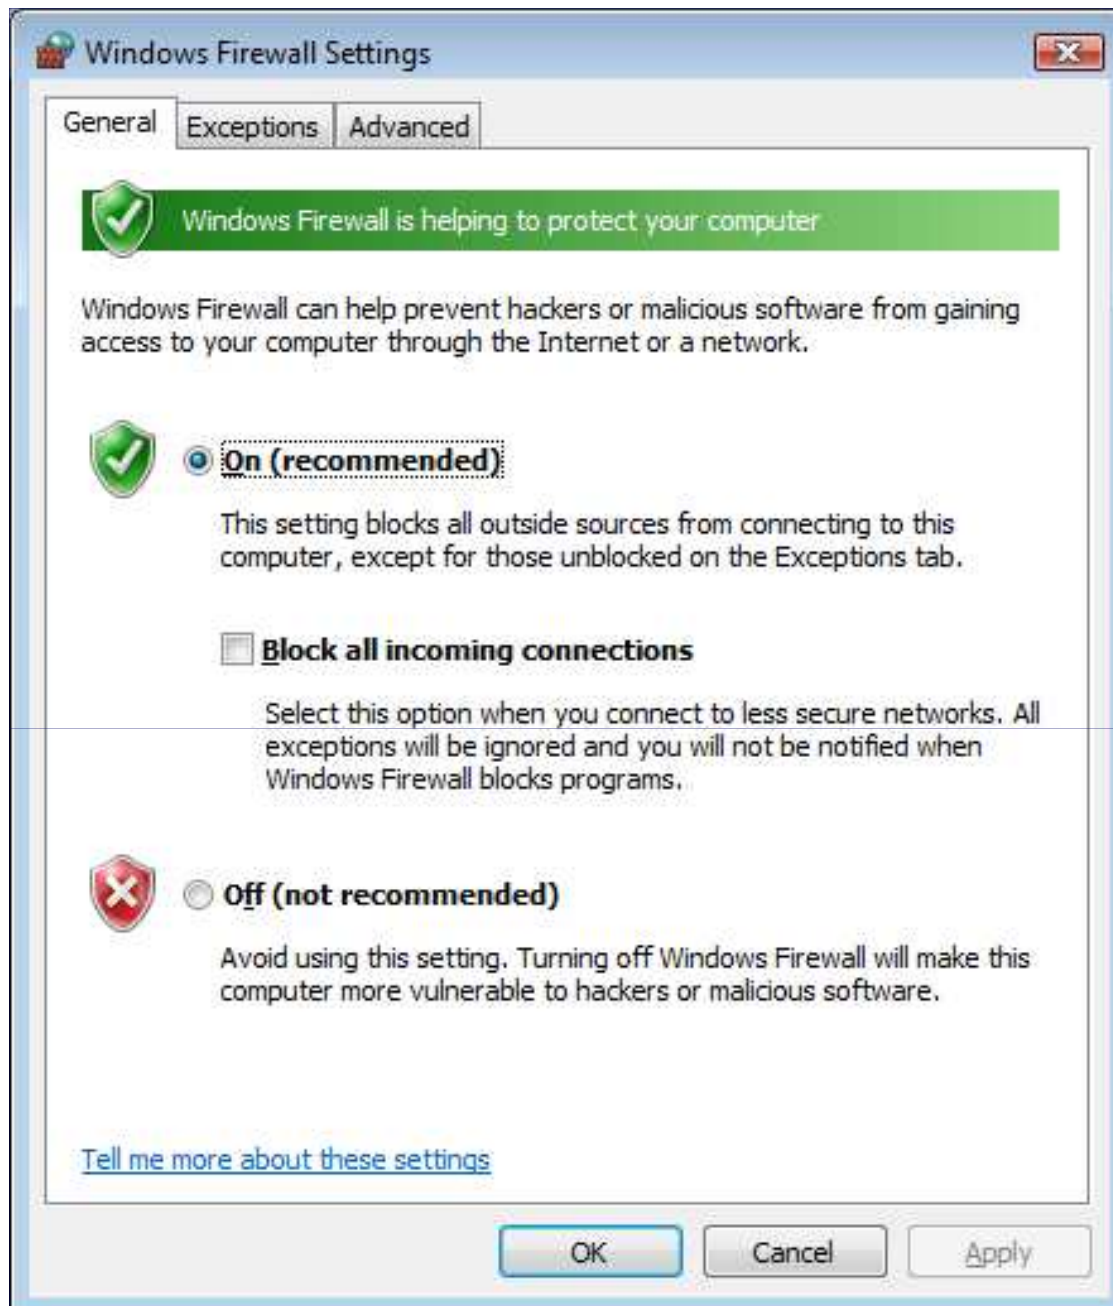 Windows Firewall Settings
General
Exceptions
Advanced
Windows Firewall is helping to protect your computer
Windows Firewall can help prevent hackers or malicious software from gaining
access to your computer through the Internet or a network.
On (recommended)
This setting blocks all outside sources from connecting to this
computer, except for those unblocked on the Exceptions tab.
Block all incoming connections
Select this option when you connect to less secure networks. All
exceptions will be ignored and you will not be notified when
Windows Firewall blocks programs.
Off (not recommended)
Avoid using this setting. Turning off Windows Firewall will make this
computer more vulnerable to hackers or malicious software.
Tell me more about these settings
OK
Cancel
Apply